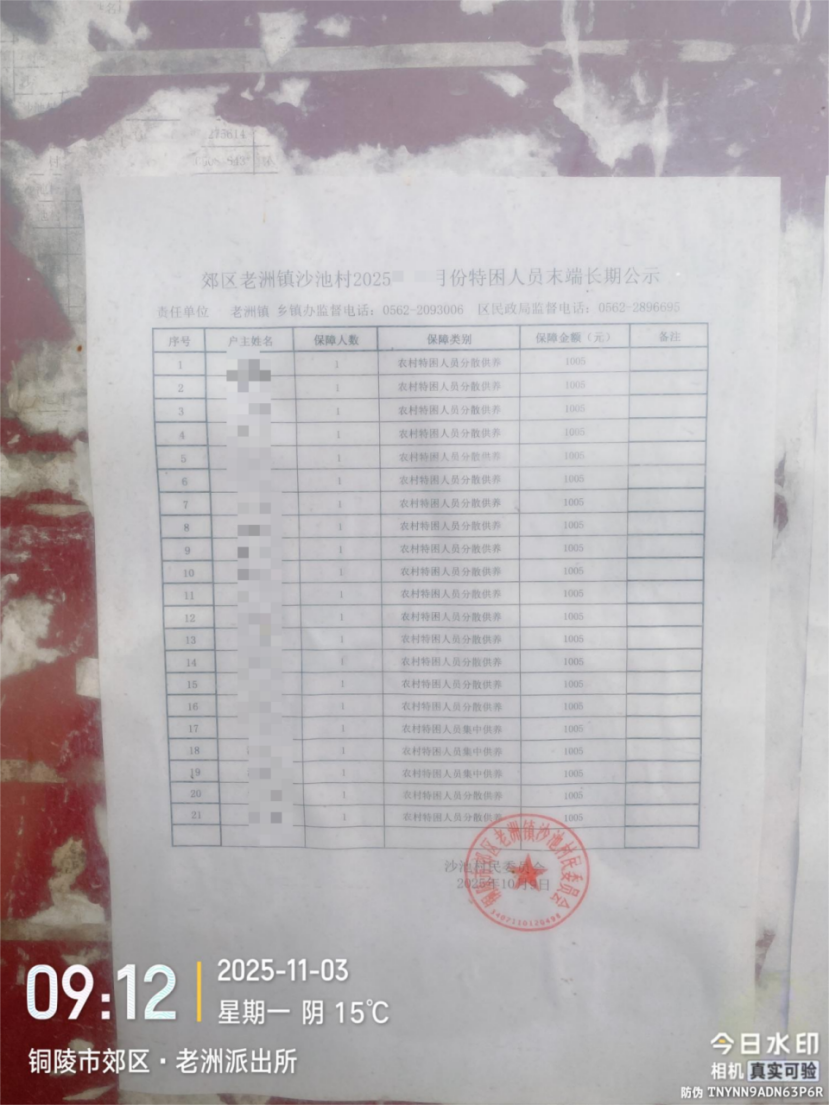 郊区老洲镇沙池村2025 月份特困人员末端长期公示
责任单位 老洲镇 乡镇办监督电话：0562-2093006 区民政局监督电话：0562-2896695
序号 户主姓名 保障人数 保障类别 保障金额（元） 备注
1 1 农村特困人员分散供养 1005
2 1 农村特困人员分散供养 1005
3 1 农村特困人员分散供养 1005
4 1 农村特困人员分散供养 1005
5 1 农村特困人员分散供养 1005
6 1 农村特困人员分散供养 1005
7 1 农村特困人员分散供养 1005
8 1 农村特困人员分散供养 1005
9 1 农村特困人员分散供养 1005
10 1 农村特困人员分散供养 1005
11 1 农村特困人员分散供养 1005
12 1 农村特困人员分散供养 1005
13 1 农村特困人员分散供养 1005
14 1 农村特困人员分散供养 1005
15 1 农村特困人员分散供养 1005
16 1 农村特困人员分散供养 1005
17 1 农村特困人员集中供养 1005
18 1 农村特困人员集中供养 1005
19 1 农村特困人员集中供养 1005
20 1 农村特困人员分散供养 1005
21 1 农村特困人员分散供养 1005
沙池村民委员会
2025年10月
老洲镇沙池村民委员会
09:12
2025-11-03
星期一 阴 15℃
铜陵市郊区·老洲派出所
今日水印
相机 真实可验
防伪 TNYNN9ADN63P6R